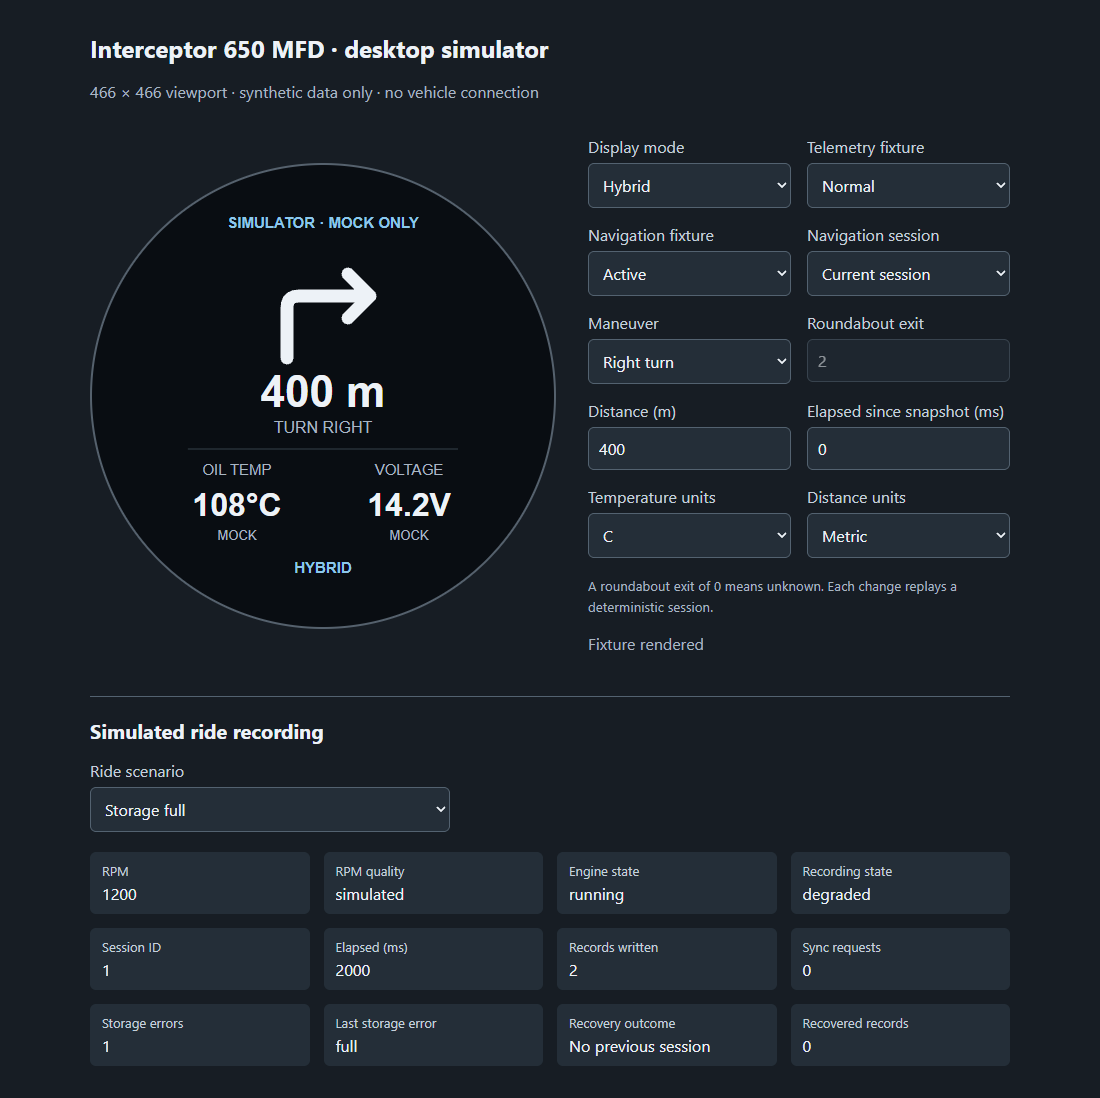 Interceptor 650 MFD · desktop simulator
466 × 466 viewport · synthetic data only · no vehicle connection
SIMULATOR · MOCK ONLY
400 m
TURN RIGHT
OIL TEMP
VOLTAGE
108°C
14.2V
MOCK
MOCK
HYBRID
Display mode
Telemetry fixture
Hybrid
Normal
Navigation fixture
Navigation session
Active
Current session
Maneuver
Roundabout exit
Right turn
2
Distance (m)
Elapsed since snapshot (ms)
400
0
Temperature units
Distance units
C
Metric
A roundabout exit of 0 means unknown. Each change replays a
deterministic session.
Fixture rendered
Simulated ride recording
Ride scenario
Storage full
RPM
1200
RPM quality
simulated
Engine state
running
Recording state
degraded
Session ID
1
Elapsed (ms)
2000
Records written
2
Sync requests
0
Storage errors
1
Last storage error
full
Recovery outcome
No previous session
Recovered records
0